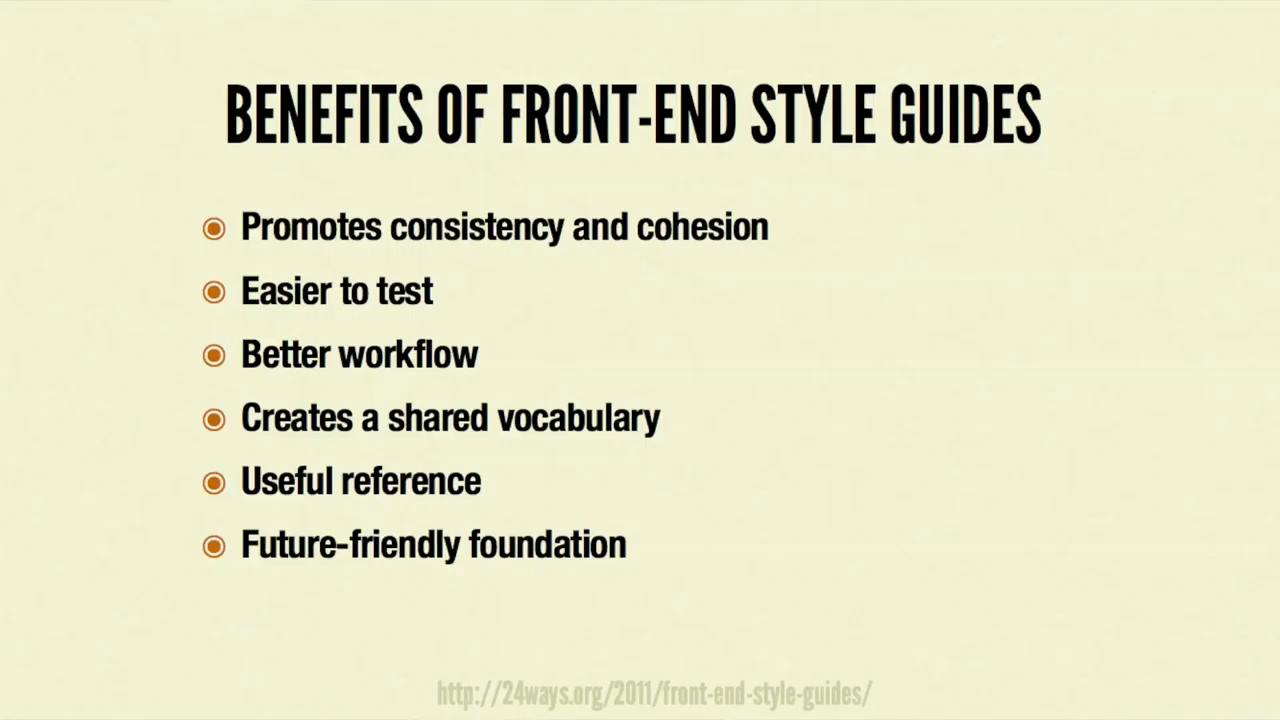 BENEFITS OF FRONT-END STYLE GUIDES
Promotes consistency and cohesion
Easier to test
Better workflow
Creates a shared vocabulary
Useful reference
Future-friendly foundation
http://24ways.org/2011/front-end-style-guides/